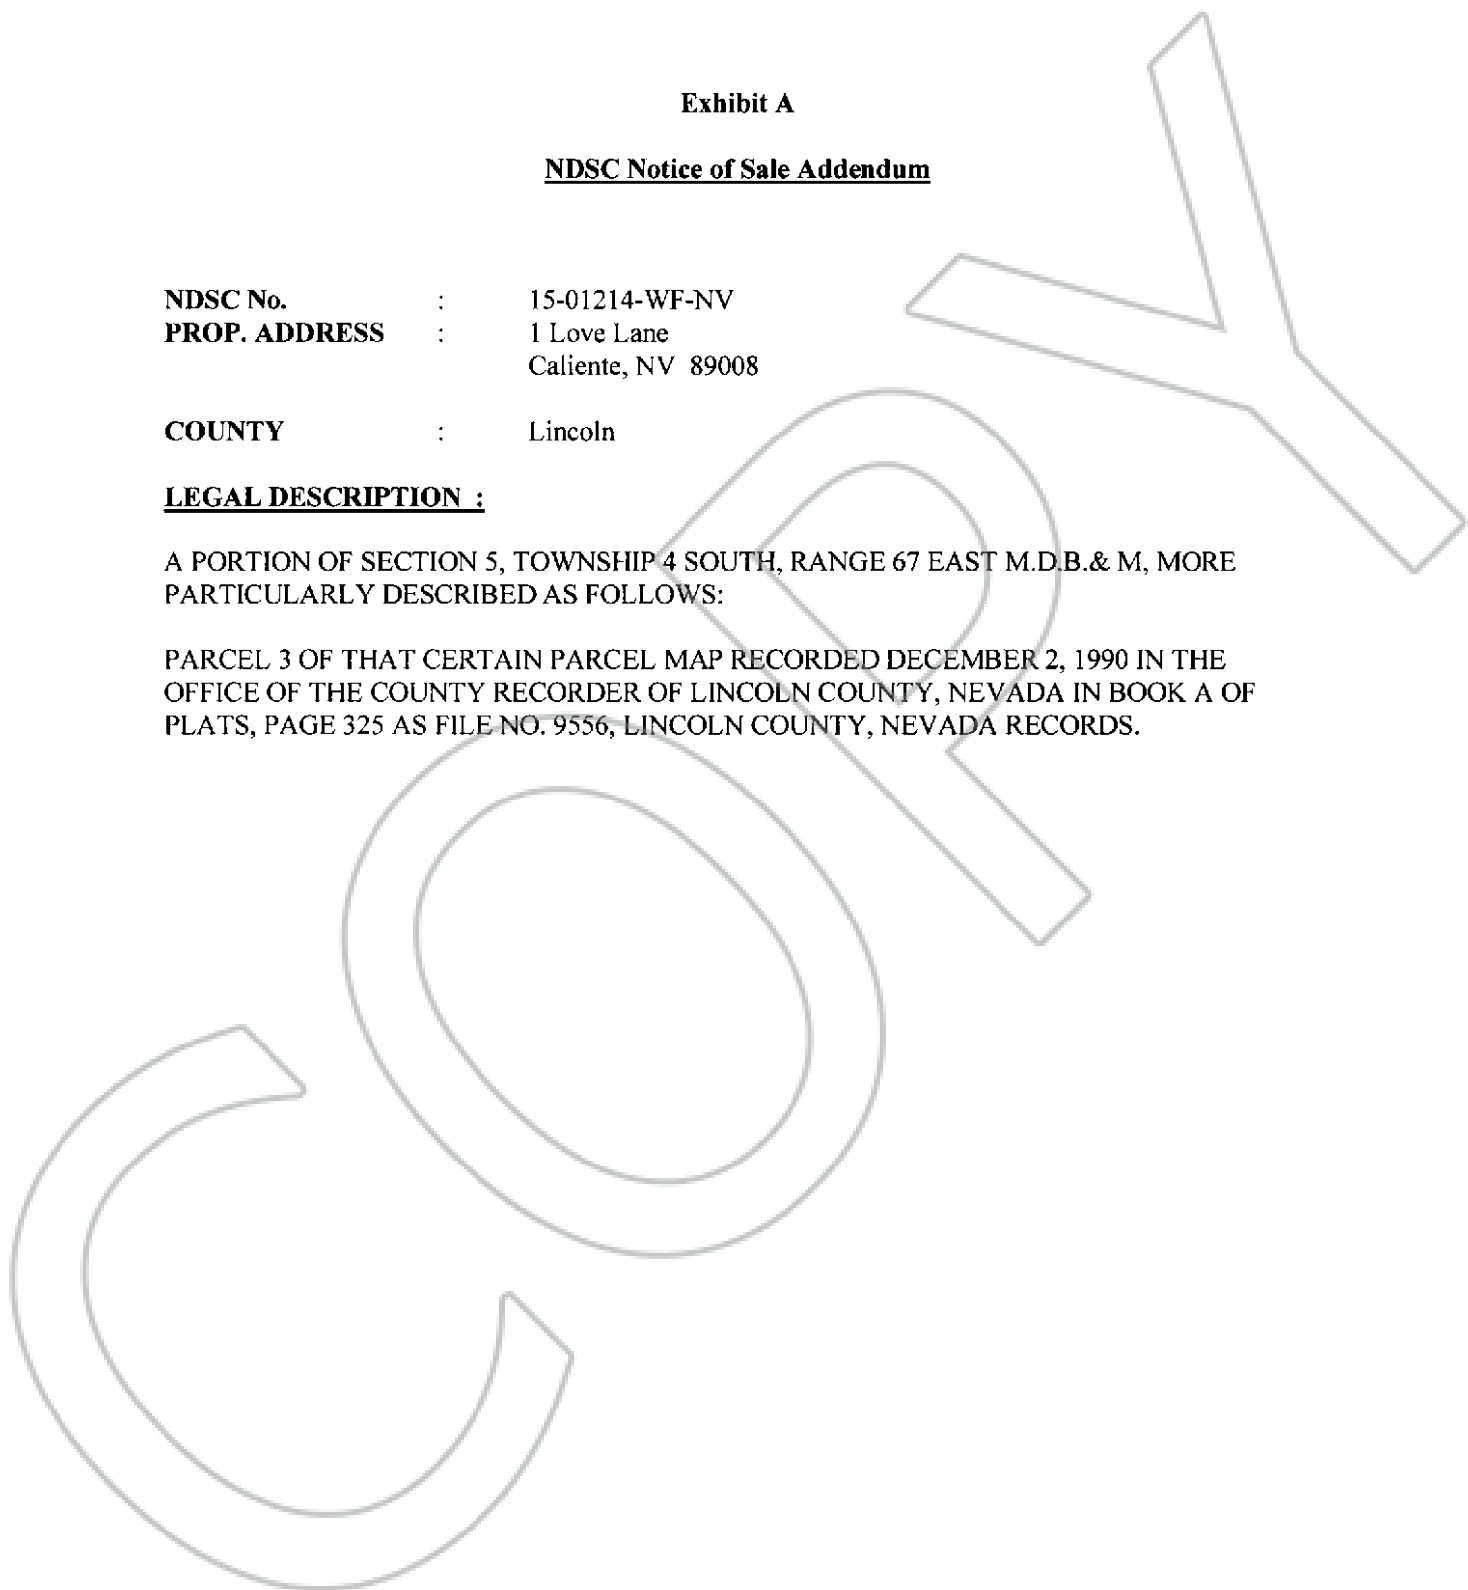 Exhibit A
NDSC Notice of Sale Addendum
NDSC No. : 15-01214-WF-NV
PROP. ADDRESS : 1 Love Lane
Caliente, NV 89008
COUNTY : Lincoln
LEGAL DESCRIPTION :
A PORTION OF SECTION 5, TOWNSHIP 4 SOUTH, RANGE 67 EAST M.D.B.& M, MORE
PARTICULARLY DESCRIBED AS FOLLOWS:
PARCEL 3 OF THAT CERTAIN PARCEL MAP RECORDED DECEMBER 2, 1990 IN THE
OFFICE OF THE COUNTY RECORDER OF LINCOLN COUNTY, NEVADA IN BOOK A OF
PLATS, PAGE 325 AS FILE NO. 9556, LINCOLN COUNTY, NEVADA RECORDS.
COPY